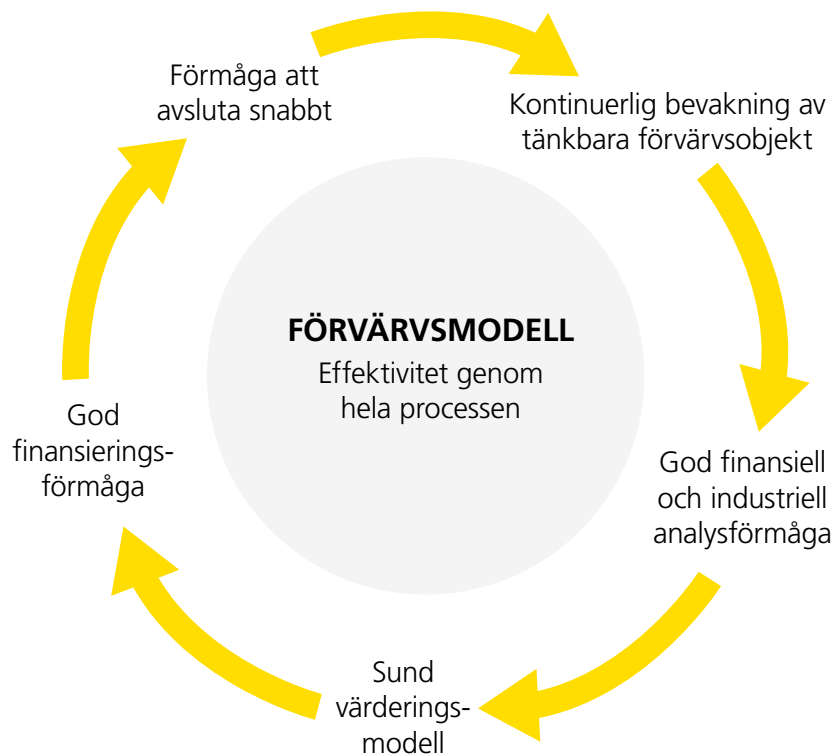 Förmåga att
avsluta snabbt
Kontinuerlig bevakning av
tänkbara förvärvsobjekt
FÖRVÄRVSMODELL
Effektivitet genom
hela processen
God finansiell
och industriell
analysförmåga
Sund
värderings-
modell
God
finansierings-
förmåga